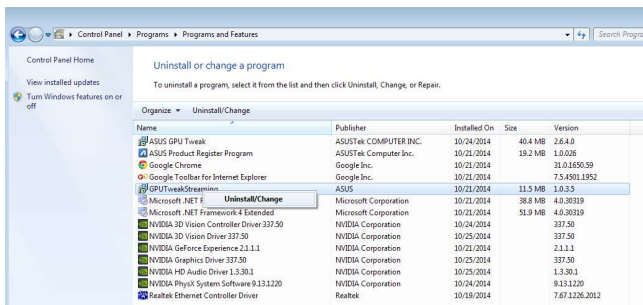 Control Panel ▸ Programs ▸ Programs and Features
Search Progra
Control Panel Home
View installed updates
Turn Windows features on or
off
Uninstall or change a program
To uninstall a program, select it from the list and then click Uninstall, Change, or Repair.
Organize Uninstall/Change
Name Publisher Installed On Size Version
ASUS GPU Tweak ASUSTek COMPUTER INC. 10/24/2014 40.4 MB 2.6.4.0
ASUS Product Register Program ASUSTek Computer Inc. 10/21/2014 19.2 MB 1.0.026
Google Chrome Google Inc. 10/21/2014 31.0.1650.59
Google Toolbar for Internet Explorer Google Inc. 10/21/2014 7.5.4501.1952
GPUTweakStreaming ASUS 10/21/2014 11.5 MB 1.0.3.5
Microsoft .NET F Uninstall/Change Microsoft Corporation 10/21/2014 38.8 MB 4.0.30319
Microsoft .NET Framework 4 Extended Microsoft Corporation 10/21/2014 51.9 MB 4.0.30319
NVIDIA 3D Vision Controller Driver 337.50 NVIDIA Corporation 10/24/2014 337.50
NVIDIA 3D Vision Driver 337.50 NVIDIA Corporation 10/25/2014 337.50
NVIDIA GeForce Experience 2.1.1.1 NVIDIA Corporation 10/21/2014 2.1.1.1
NVIDIA Graphics Driver 337.50 NVIDIA Corporation 10/25/2014 337.50
NVIDIA HD Audio Driver 1.3.30.1 NVIDIA Corporation 10/25/2014 1.3.30.1
NVIDIA PhysX System Software 9.13.1220 NVIDIA Corporation 10/24/2014 9.13.1220
Realtek Ethernet Controller Driver Realtek 10/19/2014 7.67.1226.2012